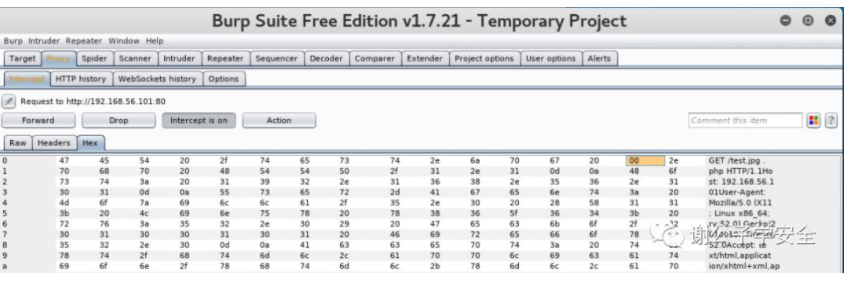 Burp Suite Free Edition v1.7.21 - Temporary Project
Burp Intruder Repeater Window Help
Target Proxy Spider Scanner Intruder Repeater Sequencer Decoder Comparer Extender Project options User options Alerts
Intercept HTTP history WebSockets history Options
Request to http://192.168.56.101:80
Forward Drop Intercept is on Action Comment this item ?
Raw Headers Hex
0 47 45 54 20 2f 74 65 73 74 2e 6a 70 67 20 00 2e GET /test.jpg .
1 70 68 70 20 48 54 54 50 2f 31 2e 31 0d 0a 48 6f php HTTP/1.1Ho
2 73 74 3a 20 31 39 32 2e 31 36 38 2e 35 36 2e 31 st: 192.168.56.1
3 30 31 0d 0a 55 73 65 72 2d 41 67 65 6e 74 3a 20 01User-Agent:
4 4d 6f 7a 69 6c 6c 61 2f 35 2e 30 20 28 58 31 31 Mozilla/5.0 (X11
5 3b 20 4c 69 6e 75 78 20 78 38 36 5f 36 34 3b 20 ; Linux x86_64;
6 72 76 3a 35 32 2e 30 29 20 47 65 63 6b 6f 2f 32 rv:52.0) Gecko/2
7 30 31 30 30 31 30 31 20 46 69 72 65 66 6f 78
8 35 32 2e 30 0d 0a 41 63 63 65 70 74 3a 20 74 52.0Accept: te
9 78 74 2f 68 74 6d 6c 2c 61 70 70 6c 69 63 61 74 xt/html,applicat
a 69 6f 6e 2f 78 68 74 6d 6c 2b 78 6d 6c 2c 61 70 ion/xhtml+xml,ap